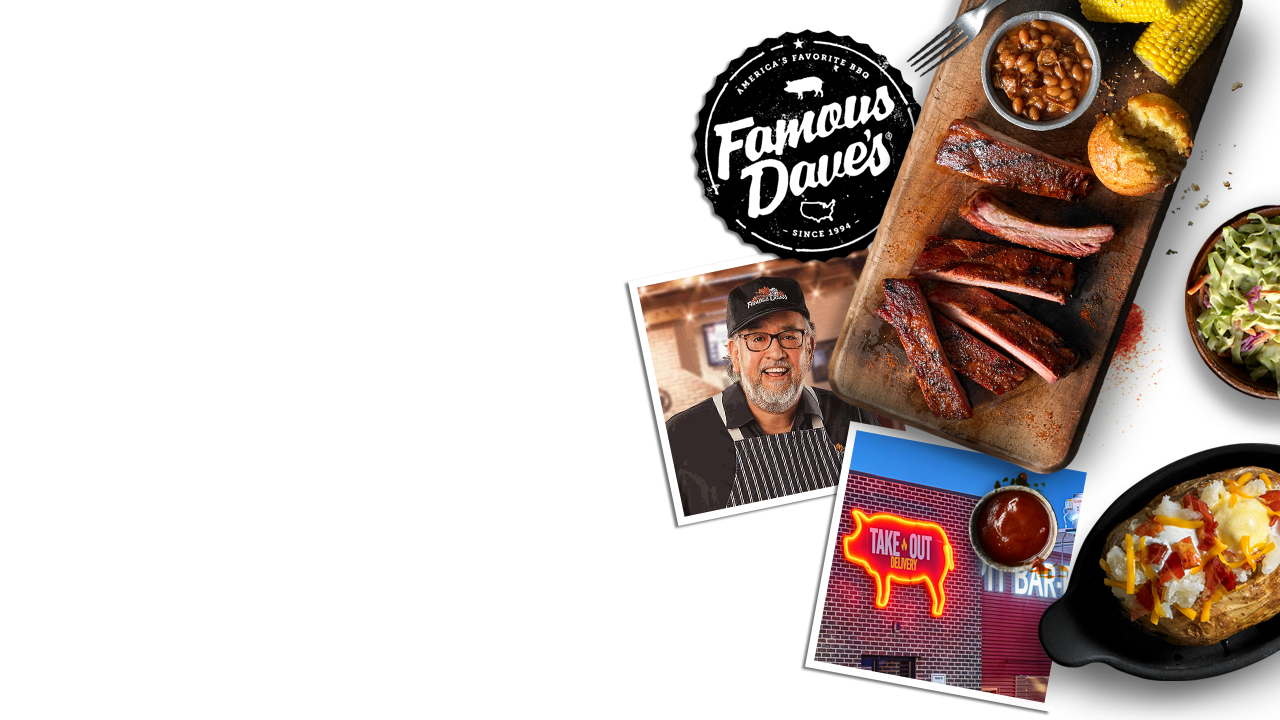 AMERICA'S FAVORITE BBQ
Famous
Dave's®
SINCE 1994
Famous Dave's
TAKE OUT
DELIVERY
BAR-